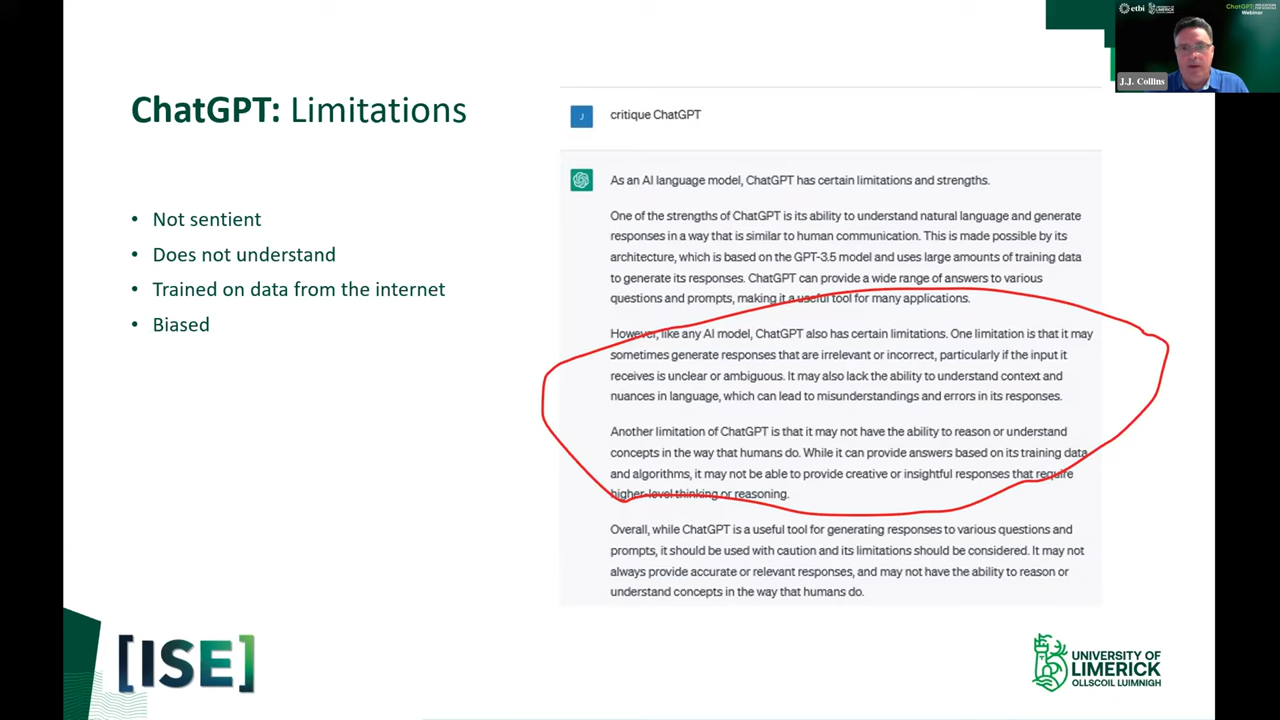 etbi
UNIVERSITY OF
LIMERICK
ChatGPT:
Webinar
J.J. Collins
ChatGPT: Limitations
• Not sentient
• Does not understand
• Trained on data from the internet
• Biased
J
critique ChatGPT
As an AI language model, ChatGPT has certain limitations and strengths.
One of the strengths of ChatGPT is its ability to understand natural language and generate
responses in a way that is similar to human communication. This is made possible by its
architecture, which is based on the GPT-3.5 model and uses large amounts of training data
to generate its responses. ChatGPT can provide a wide range of answers to various
questions and prompts, making it a useful tool for many applications.
However, like any AI model, ChatGPT also has certain limitations. One limitation is that it may
sometimes generate responses that are irrelevant or incorrect, particularly if the input it
receives is unclear or ambiguous. It may also lack the ability to understand context and
nuances in language, which can lead to misunderstandings and errors in its responses.
Another limitation of ChatGPT is that it may not have the ability to reason or understand
concepts in the way that humans do. While it can provide answers based on its training data
and algorithms, it may not be able to provide creative or insightful responses that require
higher-level thinking or reasoning.
Overall, while ChatGPT is a useful tool for generating responses to various questions and
prompts, it should be used with caution and its limitations should be considered. It may not
always provide accurate or relevant responses, and may not have the ability to reason or
understand concepts in the way that humans do.
[ISE]
UNIVERSITY OF
LIMERICK
OLLSCOIL LUIMNIGH